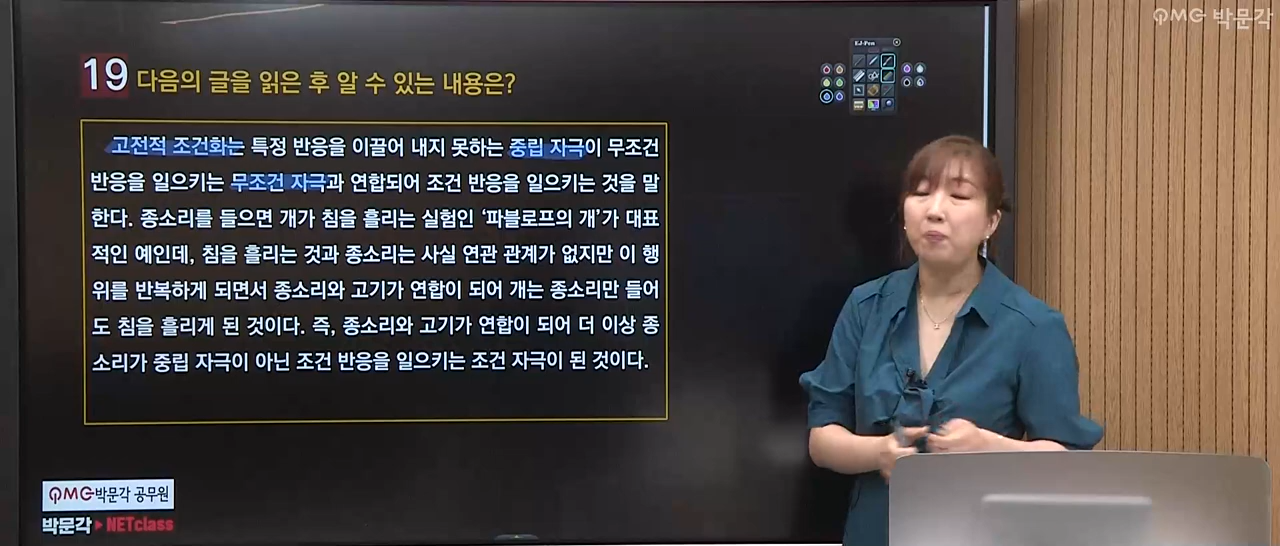 QMG 박문각
EJ-Pen
19 다음의 글을 읽은 후 알 수 있는 내용은?
고전적 조건화는 특정 반응을 이끌어 내지 못하는 중립 자극이 무조건
반응을 일으키는 무조건 자극과 연합되어 조건 반응을 일으키는 것을 말
한다. 종소리를 들으면 개가 침을 흘리는 실험인 ‘파블로프의 개’가 대표
적인 예인데, 침을 흘리는 것과 종소리는 사실 연관 관계가 없지만 이 행
위를 반복하게 되면서 종소리와 고기가 연합이 되어 개는 종소리만 들어
도 침을 흘리게 된 것이다. 즉, 종소리와 고기가 연합이 되어 더 이상 종
소리가 중립 자극이 아닌 조건 반응을 일으키는 조건 자극이 된 것이다.
QMG박문각 공무원
박문각 NETclass